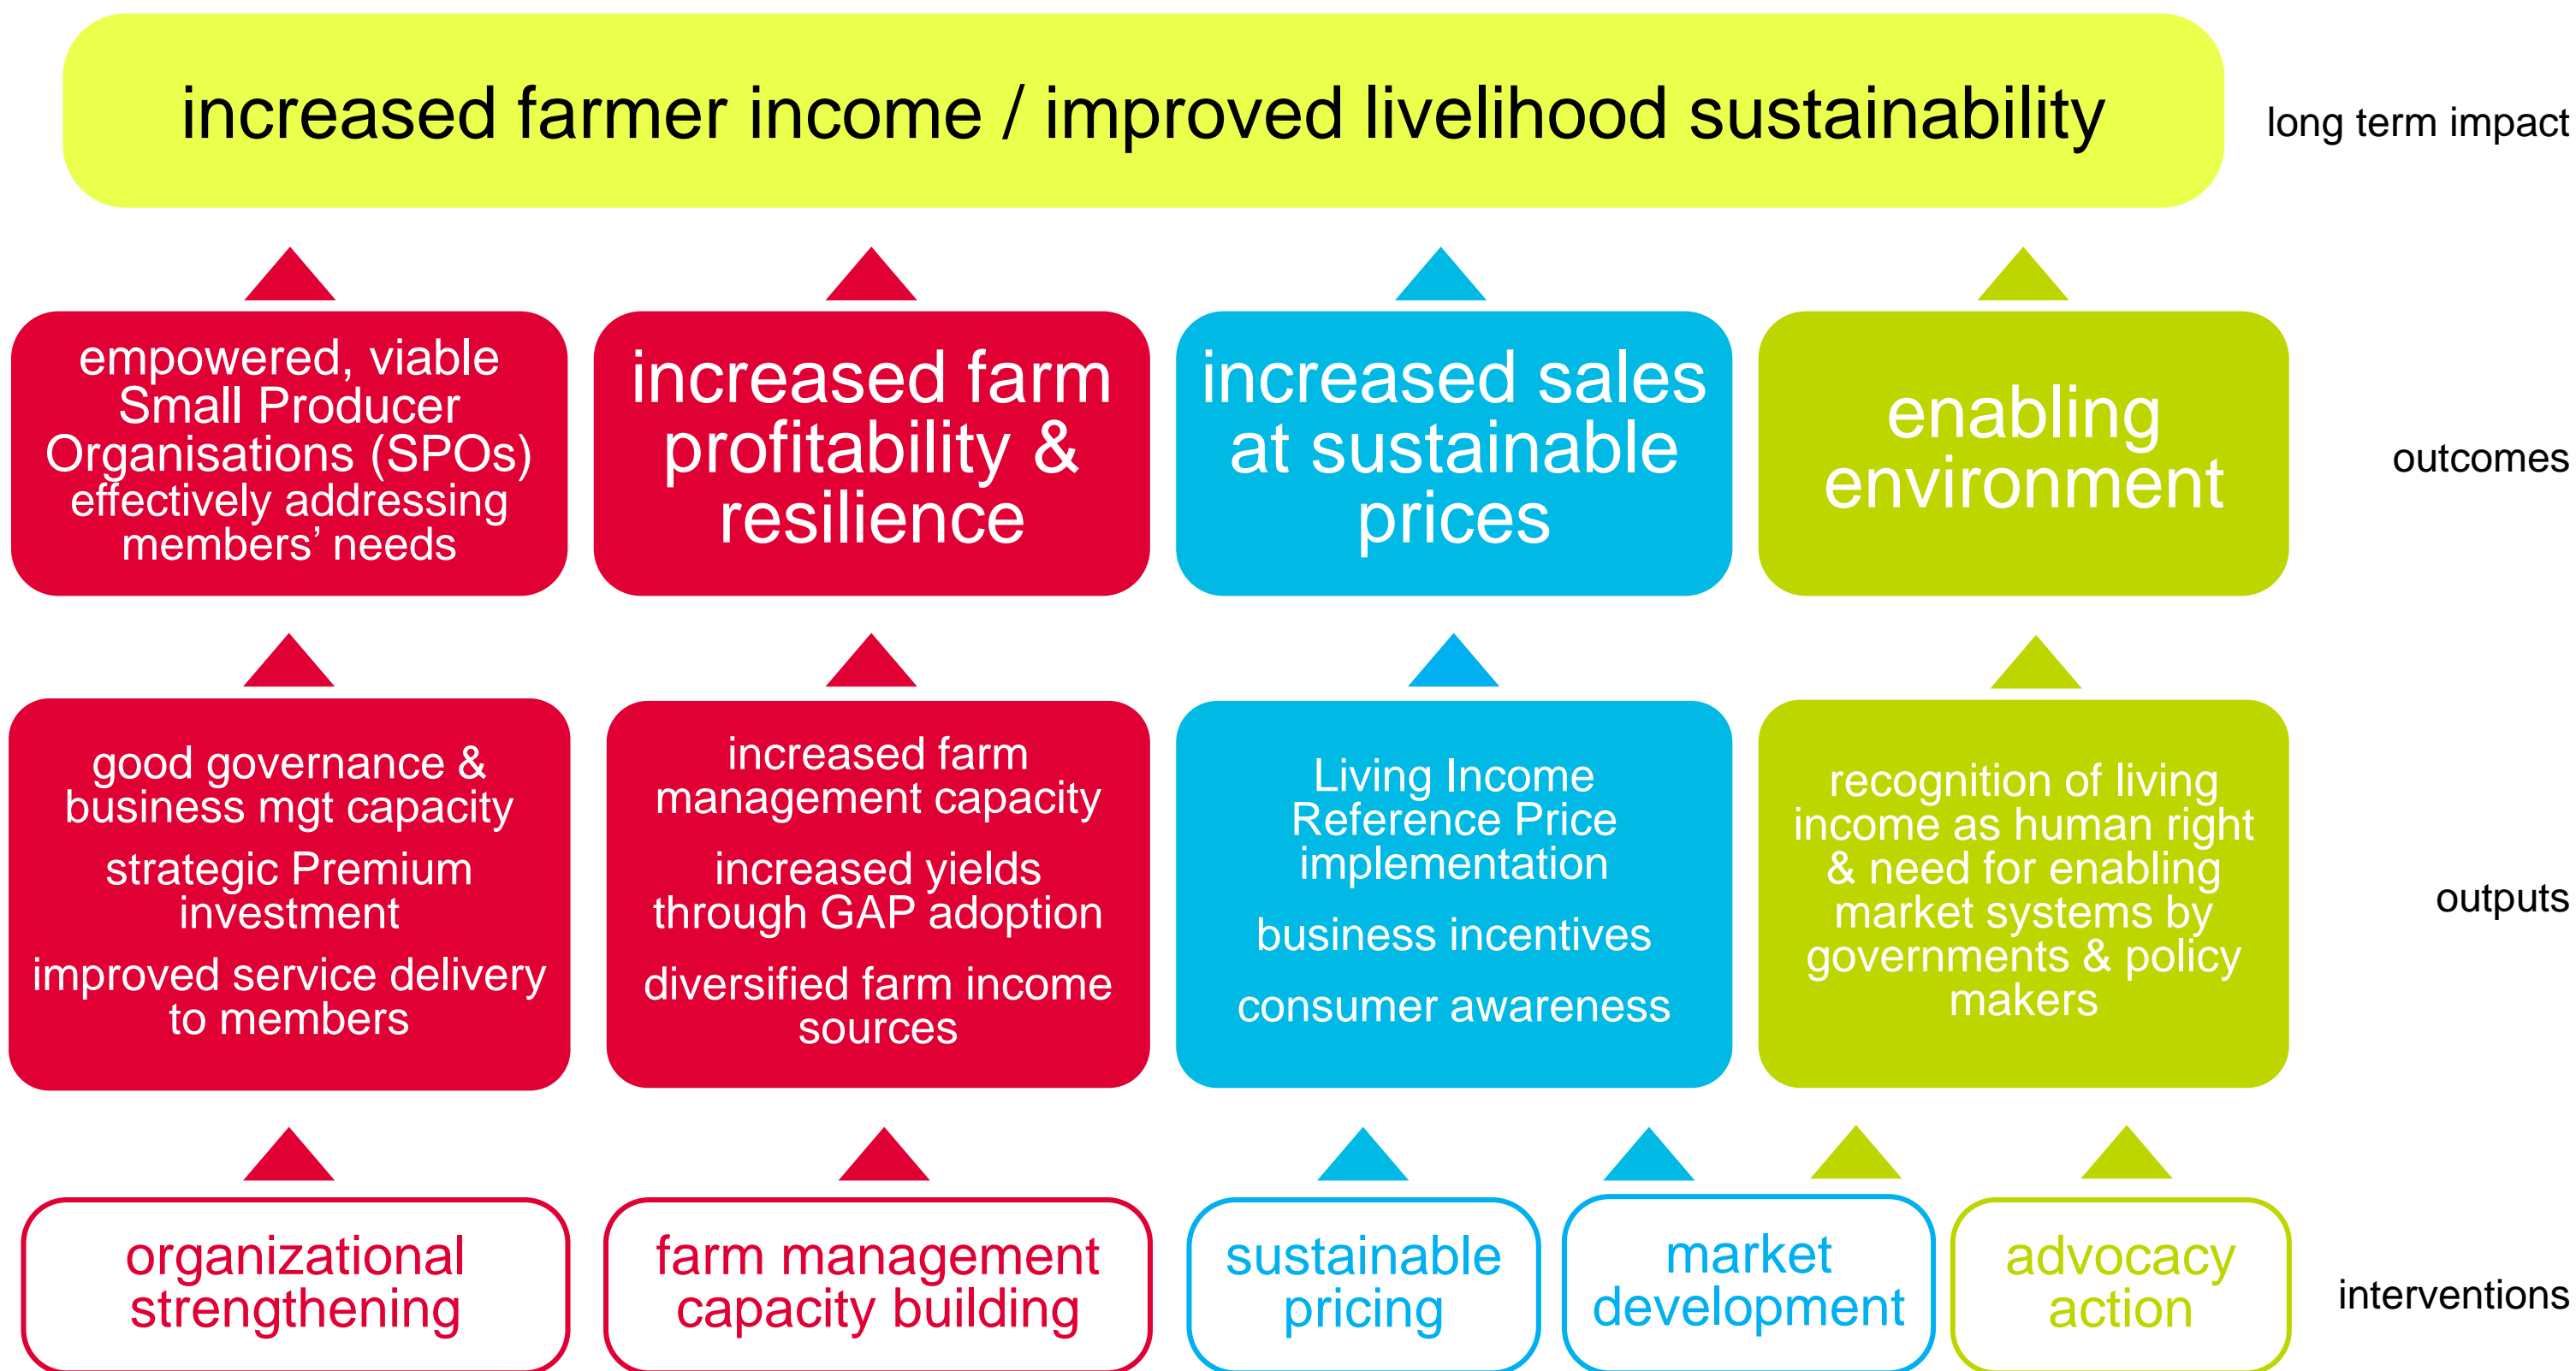 increased farmer income / improved livelihood sustainability
long term impact
empowered, viable
Small Producer
Organisations (SPOs)
effectively addressing
members’ needs
increased farm
profitability &
resilience
increased sales
at sustainable
prices
enabling
environment
outcomes
good governance &
business mgt capacity
strategic Premium
investment
improved service delivery
to members
increased farm
management capacity
increased yields
through GAP adoption
diversified farm income
sources
Living Income
Reference Price
implementation
business incentives
consumer awareness
recognition of living
income as human right
& need for enabling
market systems by
governments & policy
makers
outputs
organizational
strengthening
farm management
capacity building
sustainable
pricing
market
development
advocacy
action
interventions